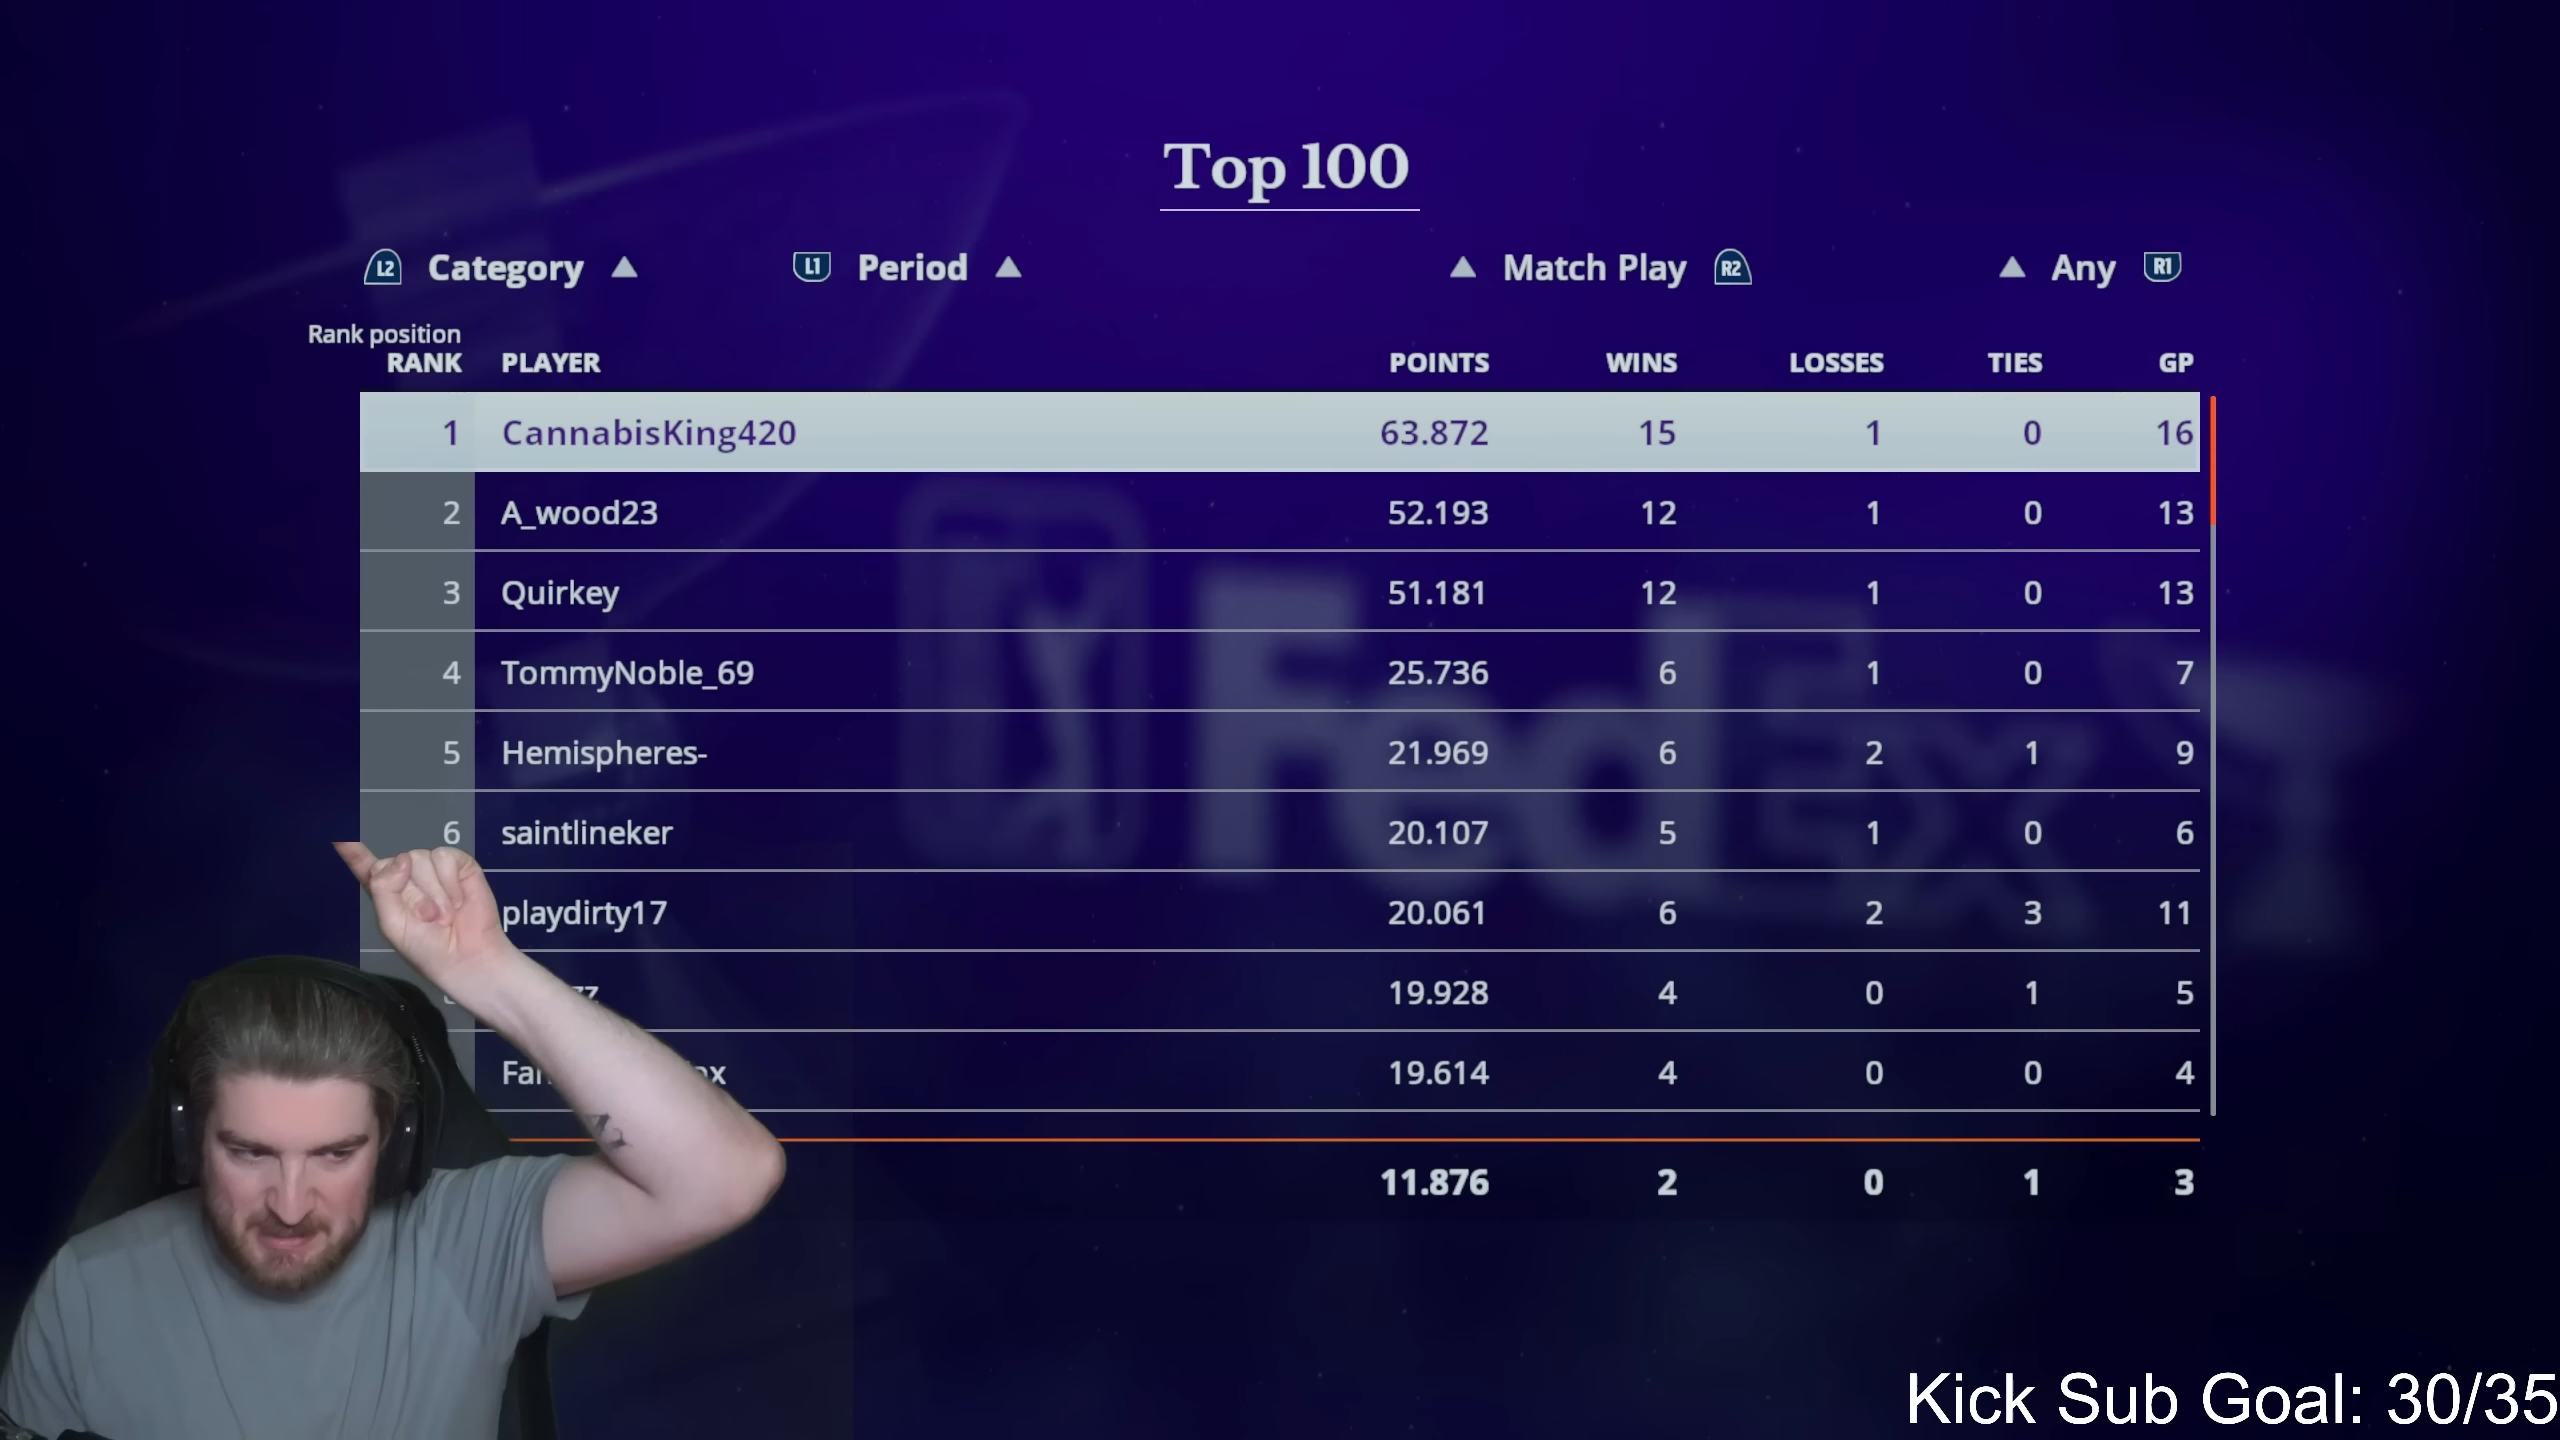 Top 100
L2 Category L1 Period Match Play R2 Any R1
Rank position
RANK PLAYER POINTS WINS LOSSES TIES GP
1 CannabisKing420 63.872 15 1 0 16
2 A_wood23 52.193 12 1 0 13
3 Quirkey 51.181 12 1 0 13
4 TommyNoble_69 25.736 6 1 0 7
5 Hemispheres- 21.969 6 2 1 9
6 saintlineker 20.107 5 1 0 6
playdirty17 20.061 6 2 3 11
19.928 4 0 1 5
19.614 4 0 0 4
11.876 2 0 1 3
FedEx
Kick Sub Goal: 30/35